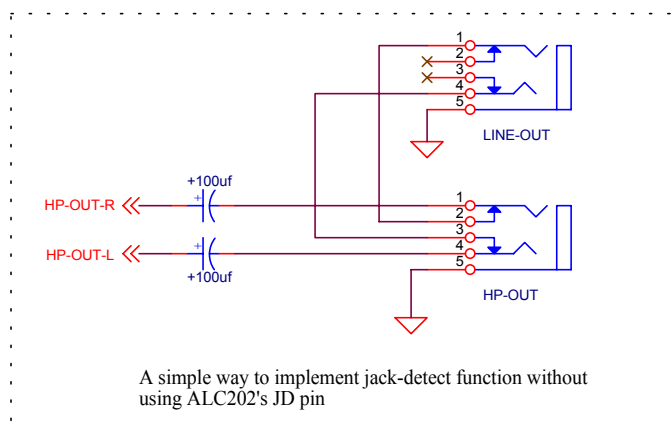 1
2
3
4
5
LINE-OUT
+100uf
HP-OUT-R
+
1
2
3
4
5
HP-OUT-L
+
+100uf
HP-OUT
A simple way to implement jack-detect function without
using ALC202's JD pin